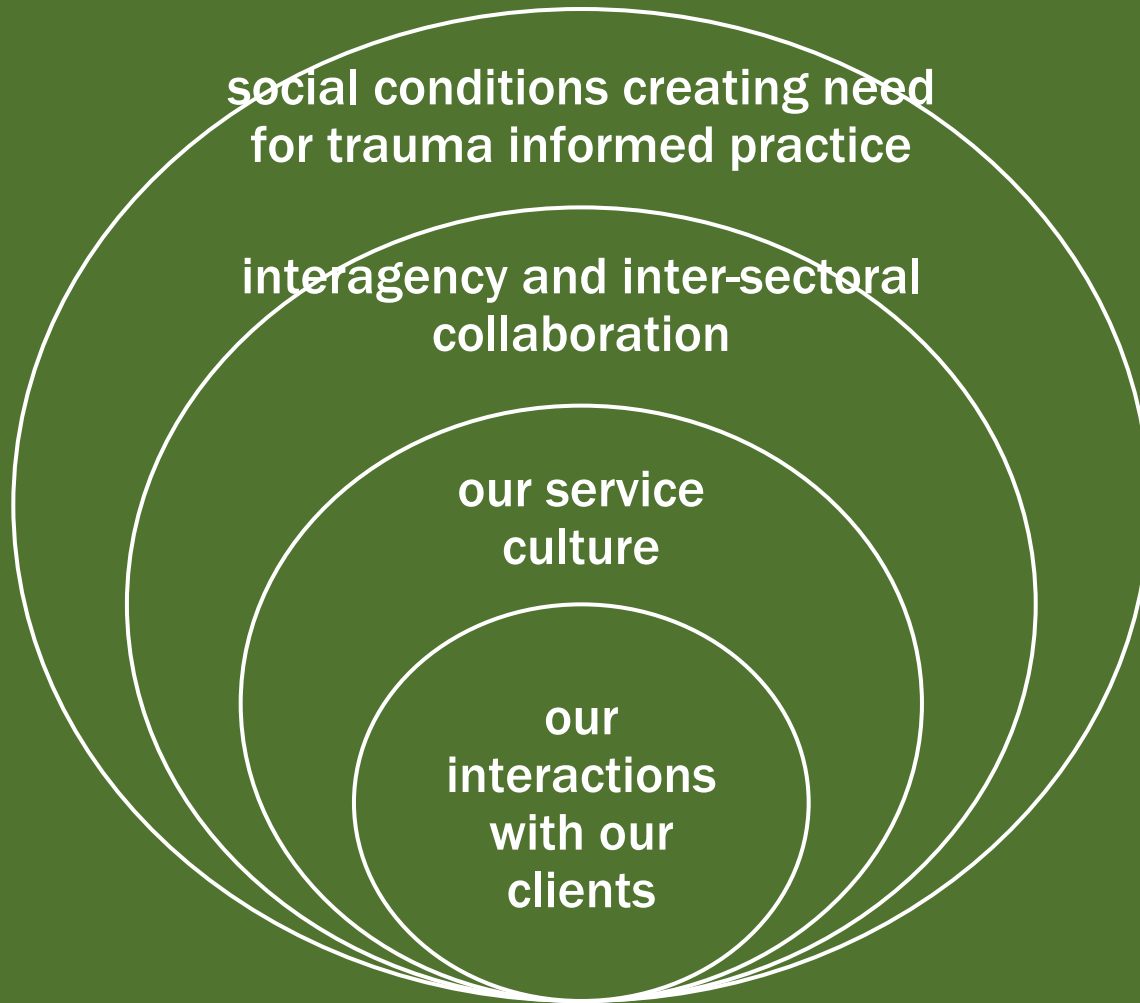 social conditions creating need
for trauma informed practice
interagency and inter-sectoral
collaboration
our service
culture
our
interactions
with our
clients